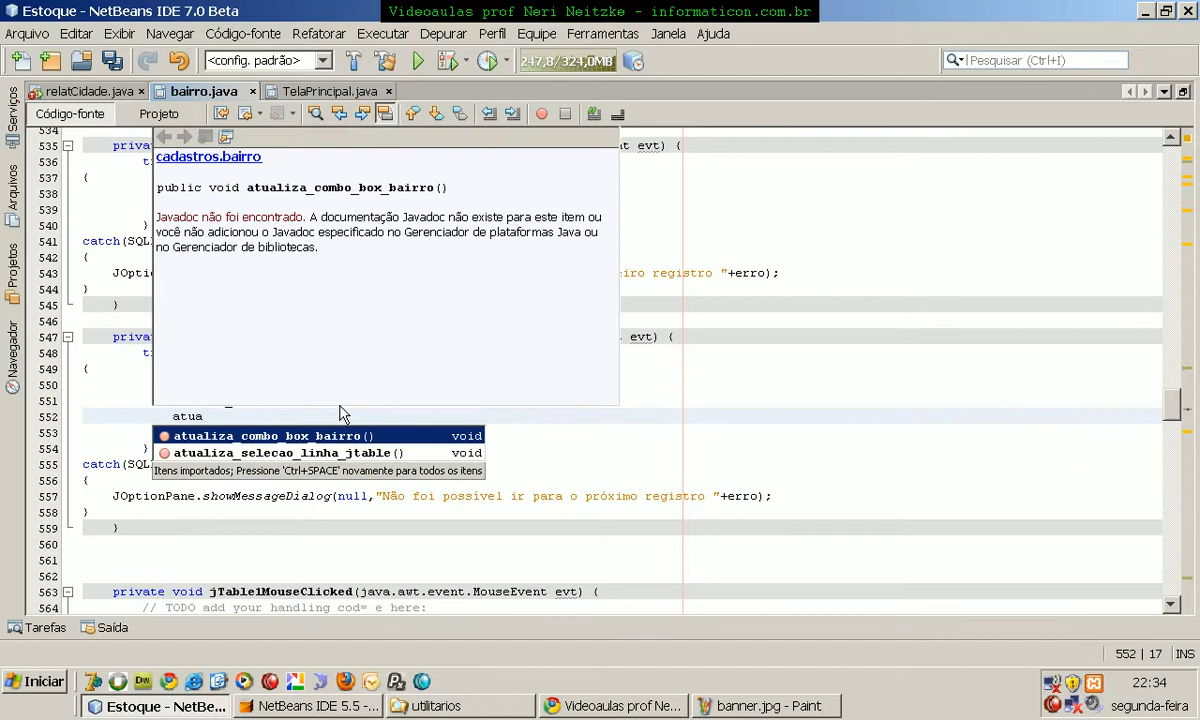 Estoque - NetBeans IDE 7.0 Beta
Videoaulas prof Neri Neitzke - informaticon.com.br
Arquivo Editar Exibir Navegar Código-fonte Refatorar Executar Depurar Perfil Equipe Ferramentas Janela Ajuda
<config. padrão> 247,8/324,0MB Pesquisar (Ctrl+I)
relatCidade.java bairro.java TelaPrincipal.java
Código-fonte Projeto
Serviços
Arquivos
Projetos
Navegador
534
535 priva t evt) {
536 t
537 {
538
539
540 }
541 catch(SQL
542 {
543 JOpti eiro registro "+erro);
544 }
545 }
546
547 priva evt) {
548 t
549 {
550
551
552 atua
553
554 }
555 catch(SQ
556 {
557 JOptionPane.showMessageDialog(null,"Não foi possível ir para o próximo registro "+erro);
558 }
559 }
560
561
562
563 private void jTable1MouseClicked(java.awt.event.MouseEvent evt) {
564 // TODO add your handling cod= e here:
cadastros.bairro
public void atualiza_combo_box_bairro()
Javadoc não foi encontrado. A documentação Javadoc não existe para este item ou
você não adicionou o Javadoc especificado no Gerenciador de plataformas Java ou
no Gerenciador de bibliotecas.
atualiza_combo_box_bairro() void
atualiza_selecao_linha_jtable() void
Itens importados; Pressione 'Ctrl+SPACE' novamente para todos os itens
Tarefas Saída
552 | 17 INS
Iniciar 22:34
Estoque - NetBe... NetBeans IDE 5.5 -... utilitarios Videoaulas prof Ne... banner.jpg - Paint segunda-feira